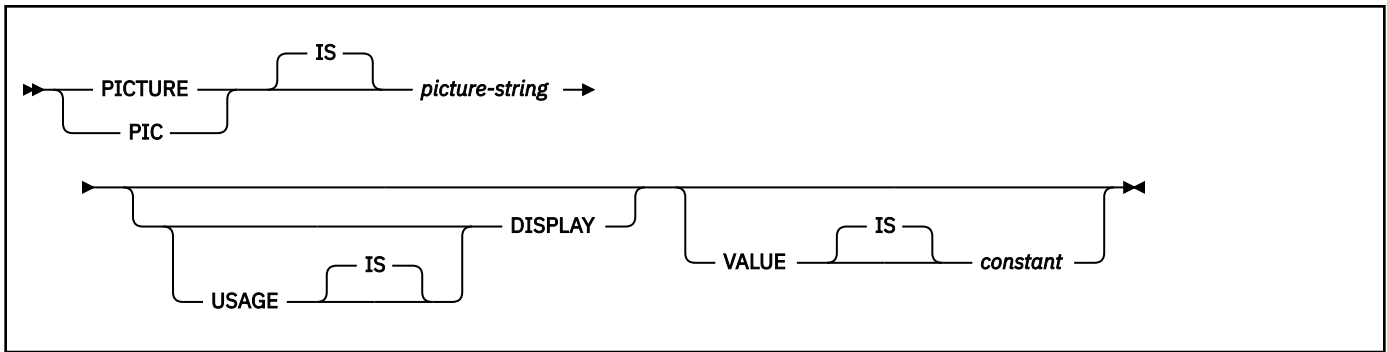 IS
PICTURE picture-string
PIC
DISPLAY
IS
VALUE constant
IS
USAGE